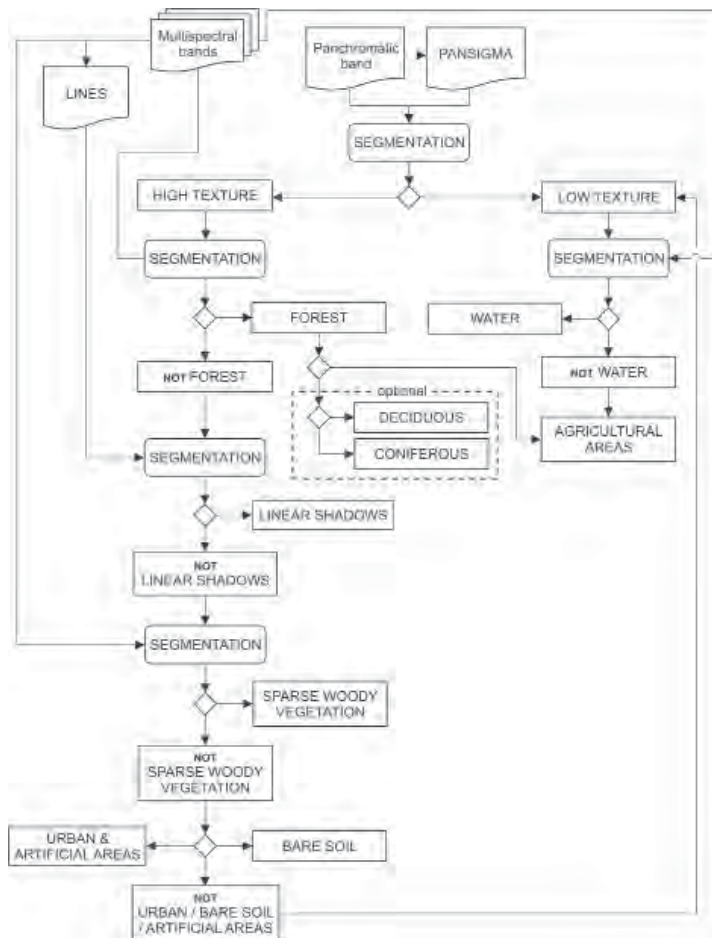 Multispectral
bands
Panchromatic
band
PANSIGMA
LINES
SEGMENTATION
HIGH TEXTURE
LOW TEXTURE
SEGMENTATION
SEGMENTATION
FOREST
WATER
NOT FOREST
NOT WATER
optional
DECIDUOUS
CONIFEROUS
AGRICULTURAL
AREAS
SEGMENTATION
LINEAR SHADOWS
NOT
LINEAR SHADOWS
SEGMENTATION
SPARSE WOODY
VEGETATION
NOT
SPARSE WOODY
VEGETATION
URBAN &
ARTIFICIAL AREAS
BARE SOIL
NOT
URBAN / BARE SOIL
/ ARTIFICIAL AREAS